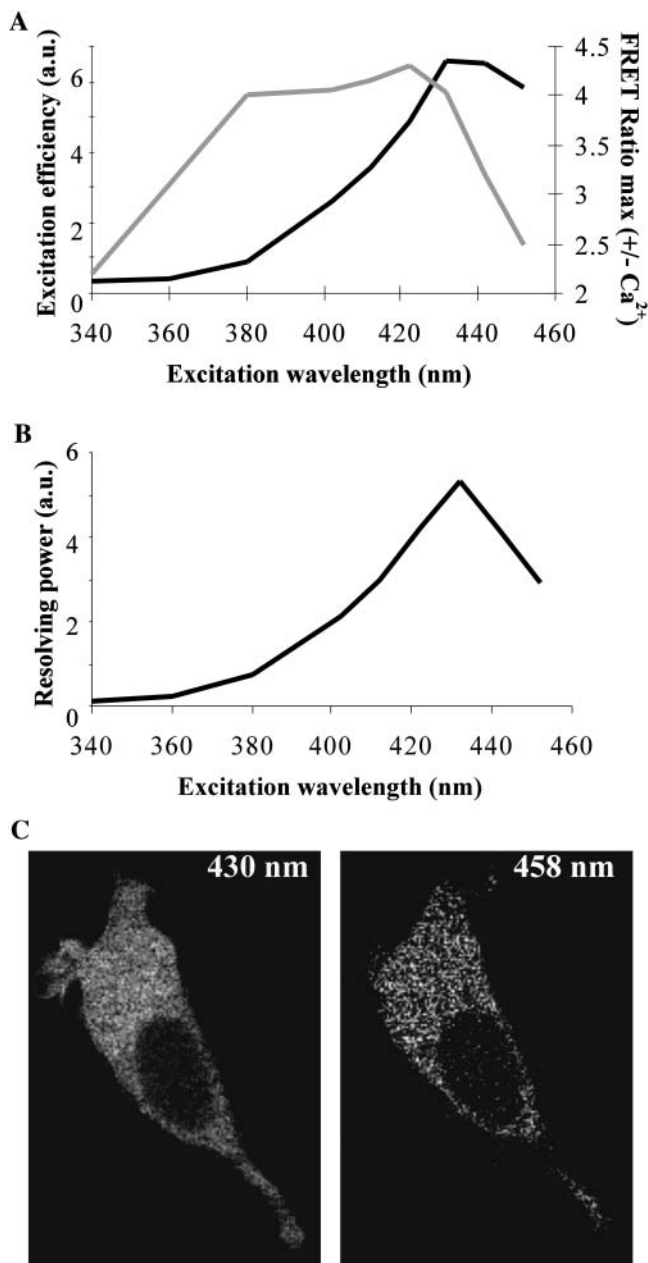 A
Excitation efficiency (a.u.)
6
4
2
0
4.5
4
3.5
3
2.5
2
FRET Ratio max (+/- Ca²⁺)
340 360 380 400 420 440 460
Excitation wavelength (nm)
B
Resolving power (a.u.)
6
4
2
0
340 360 380 400 420 440 460
Excitation wavelength (nm)
C
430 nm
458 nm